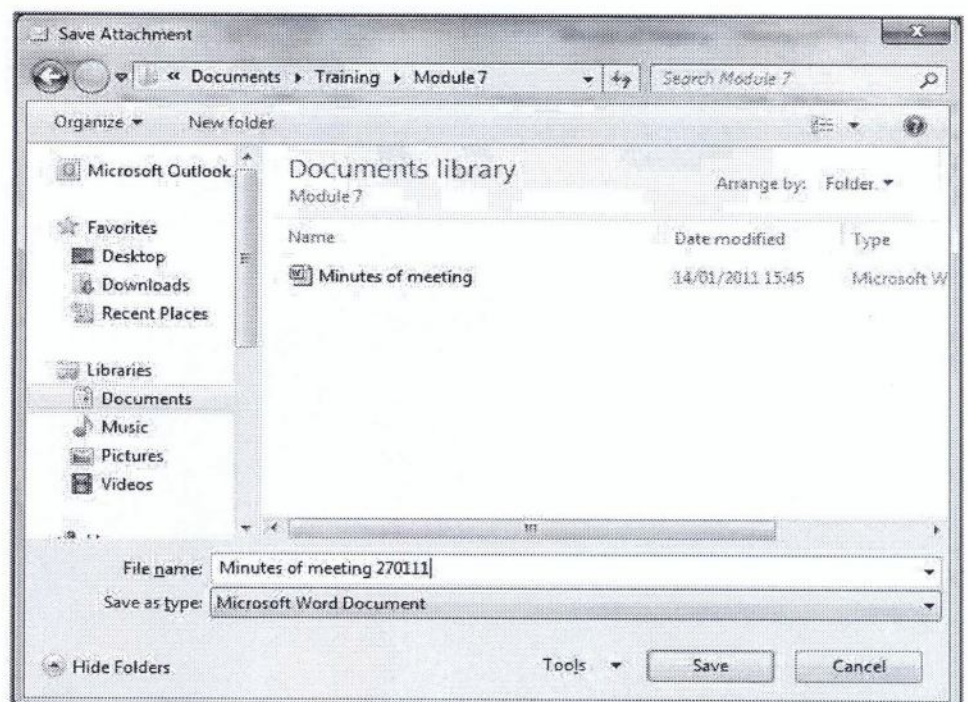 Save Attachment
« Documents ▸ Training ▸ Module 7
Search Module 7
Organize
New folder
Microsoft Outlook
Favorites
Desktop
Downloads
Recent Places
Libraries
Documents
Music
Pictures
Videos
Documents library
Module 7
Arrange by: Folder
Name Date modified Type
Minutes of meeting 14/01/2011 15:45 Microsoft W
File name: Minutes of meeting 270111
Save as type: Microsoft Word Document
Hide Folders
Tools
Save
Cancel